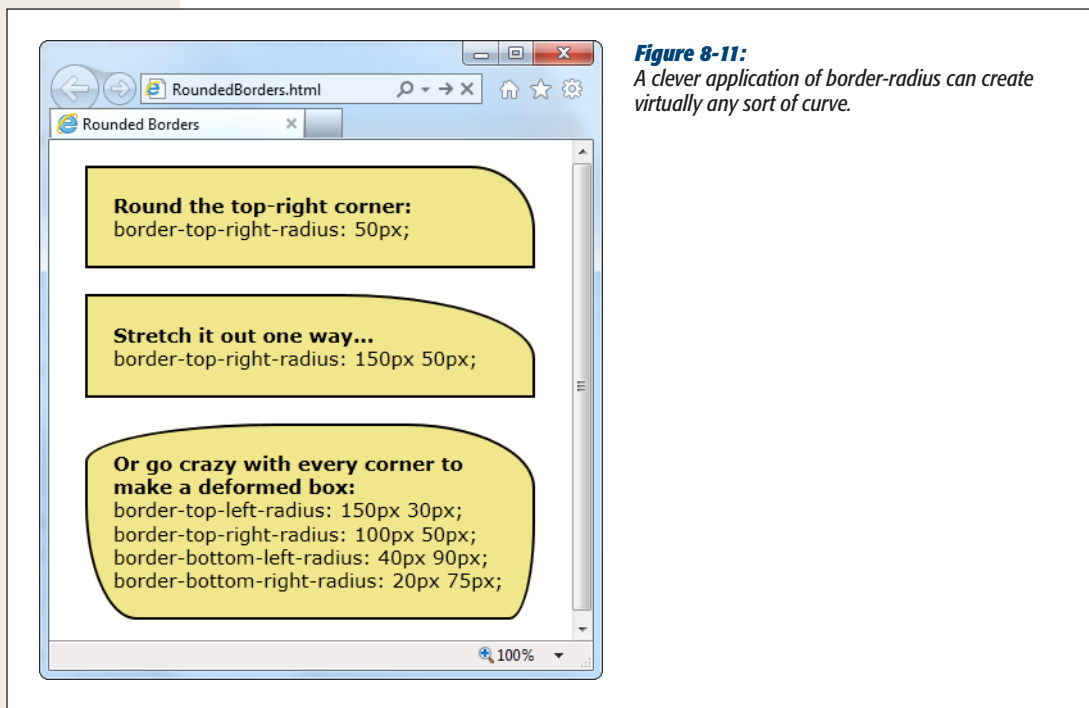 RoundedBorders.html
Rounded Borders
Round the top-right corner:
border-top-right-radius: 50px;
Stretch it out one way...
border-top-right-radius: 150px 50px;
Or go crazy with every corner to
make a deformed box:
border-top-left-radius: 150px 30px;
border-top-right-radius: 100px 50px;
border-bottom-left-radius: 40px 90px;
border-bottom-right-radius: 20px 75px;
100%
Figure 8-11:
A clever application of border-radius can create
virtually any sort of curve.